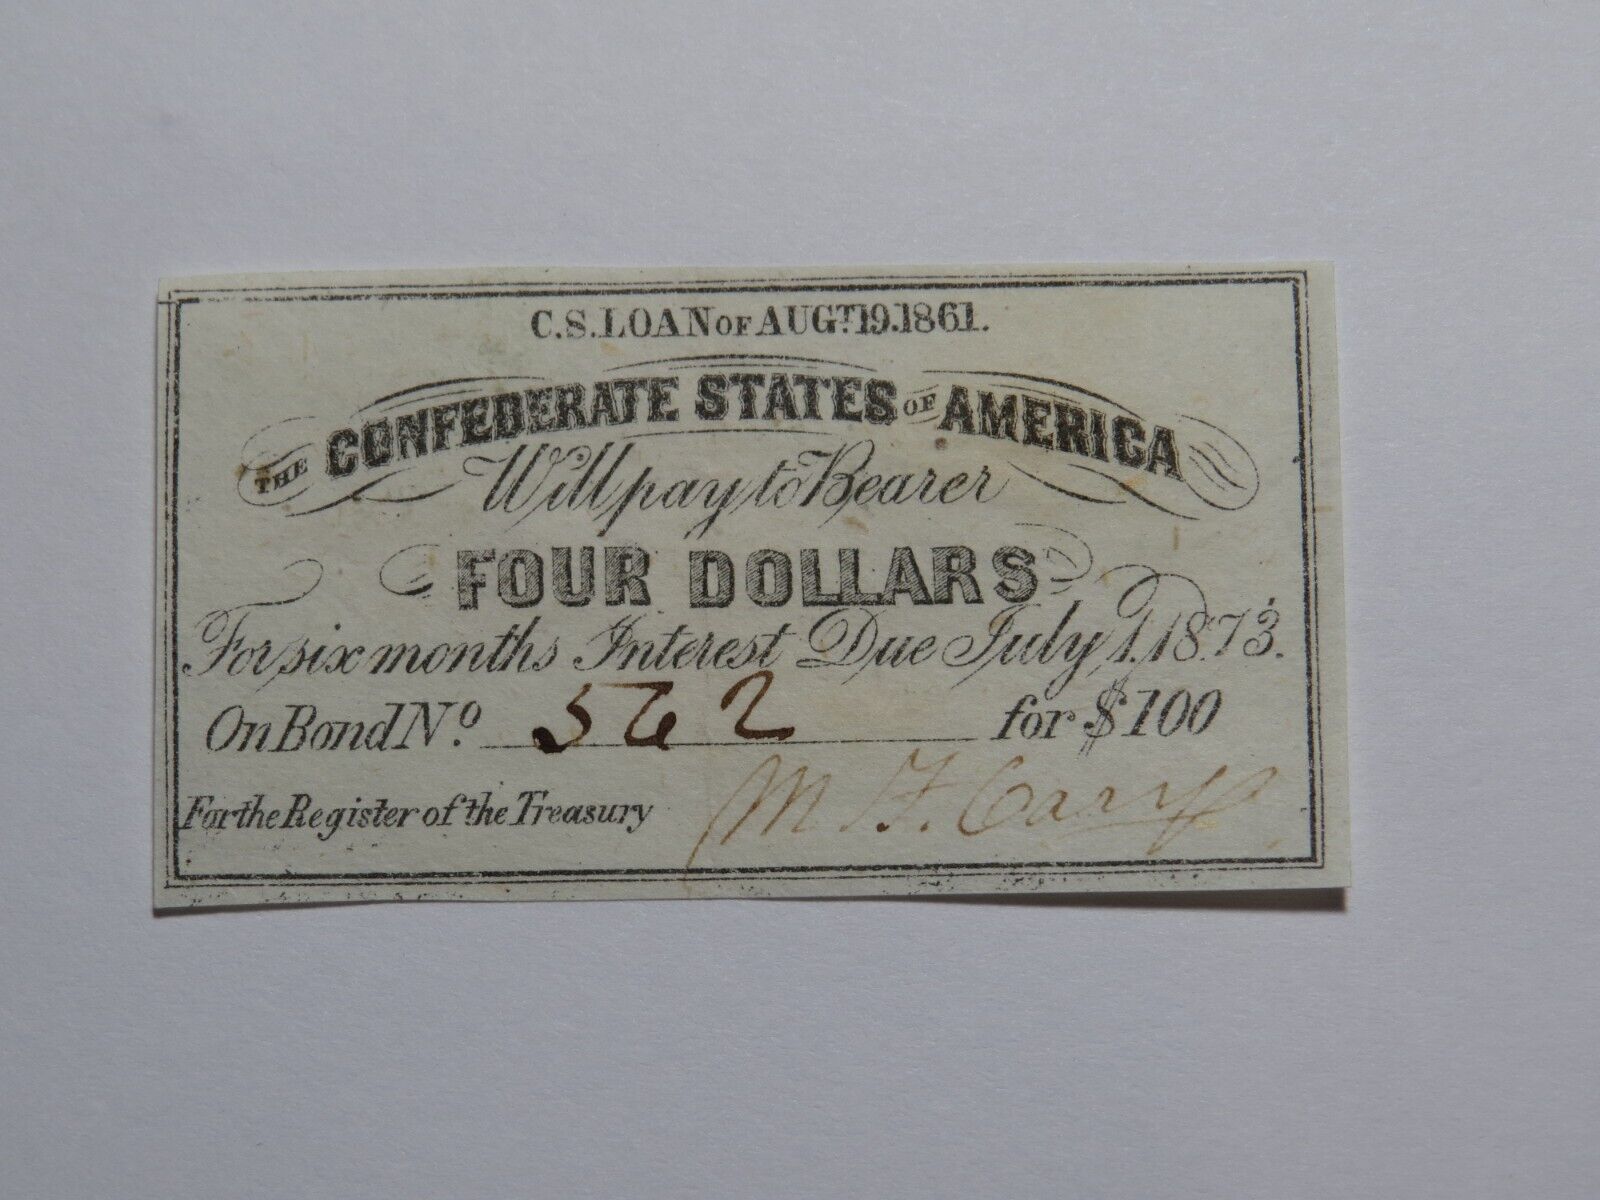 C.S. LOAN OF AUGT. 19. 1861.
THE CONFEDERATE STATES OF AMERICA
Will pay to Bearer
FOUR DOLLARS
For six months Interest Due July 1. 1873.
On Bond No. 562 for $100
For the Register of the Treasury M. F.